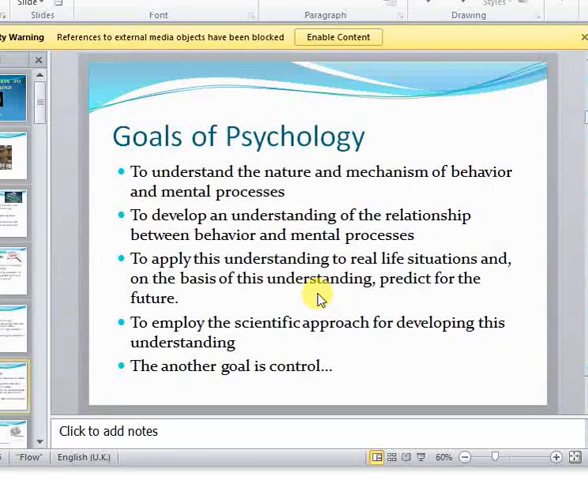 Slide
Slides
Font
Paragraph
Drawing
Styles
ty Warning
References to external media objects have been blocked
Enable Content
Goals of Psychology
To understand the nature and mechanism of behavior
and mental processes
To develop an understanding of the relationship
between behavior and mental processes
To apply this understanding to real life situations and,
on the basis of this understanding, predict for the
future.
To employ the scientific approach for developing this
understanding
The another goal is control...
Click to add notes
"Flow"
English (U.K.)
60%